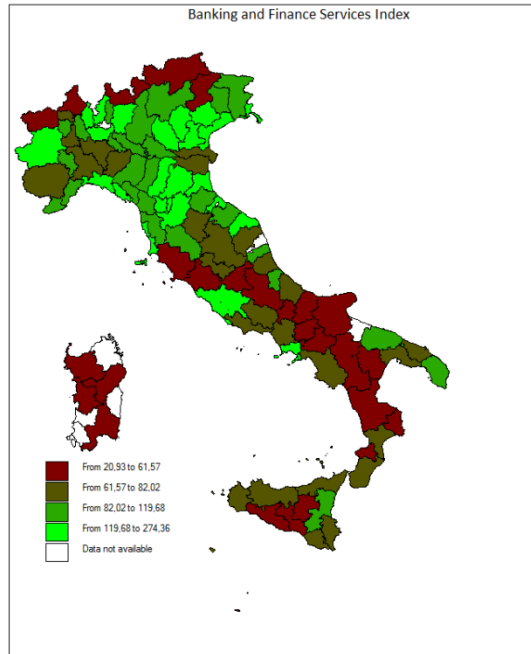 Banking and Finance Services Index
From 20,93 to 61,57
From 61,57 to 82,02
From 82,02 to 119,68
From 119,68 to 274,36
Data not available